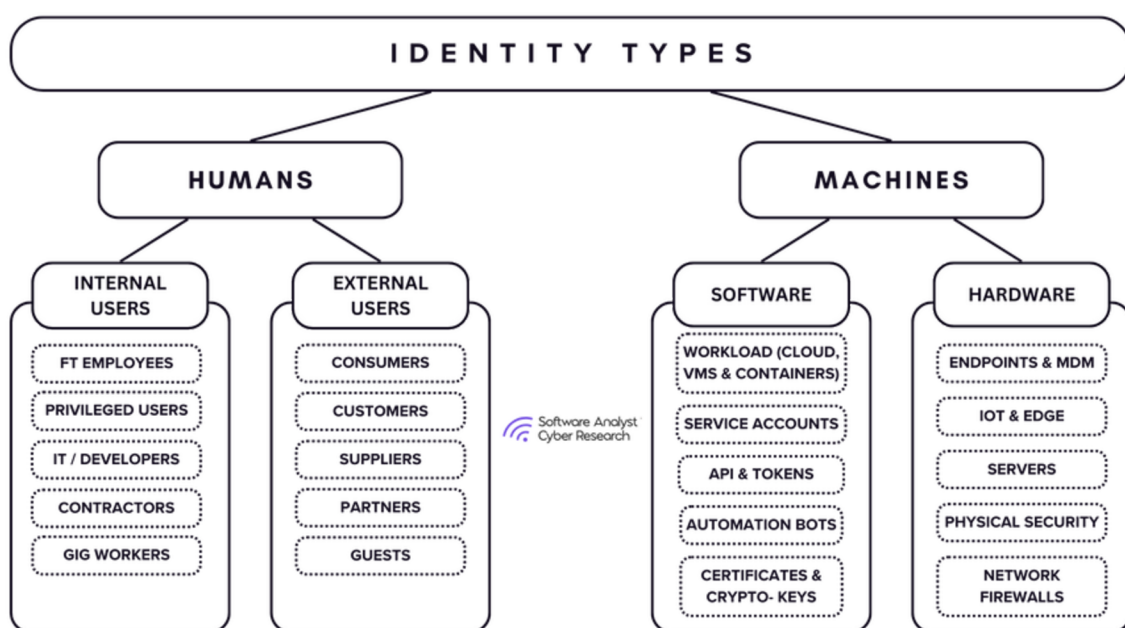 IDENTITY TYPES
HUMANS
MACHINES
INTERNAL
USERS
FT EMPLOYEES
PRIVILEGED USERS
IT / DEVELOPERS
CONTRACTORS
GIG WORKERS
EXTERNAL
USERS
CONSUMERS
CUSTOMERS
SUPPLIERS
PARTNERS
GUESTS
Software Analyst
Cyber Research
SOFTWARE
WORKLOAD (CLOUD,
VMS & CONTAINERS)
SERVICE ACCOUNTS
API & TOKENS
AUTOMATION BOTS
CERTIFICATES &
CRYPTO- KEYS
HARDWARE
ENDPOINTS & MDM
IOT & EDGE
SERVERS
PHYSICAL SECURITY
NETWORK
FIREWALLS